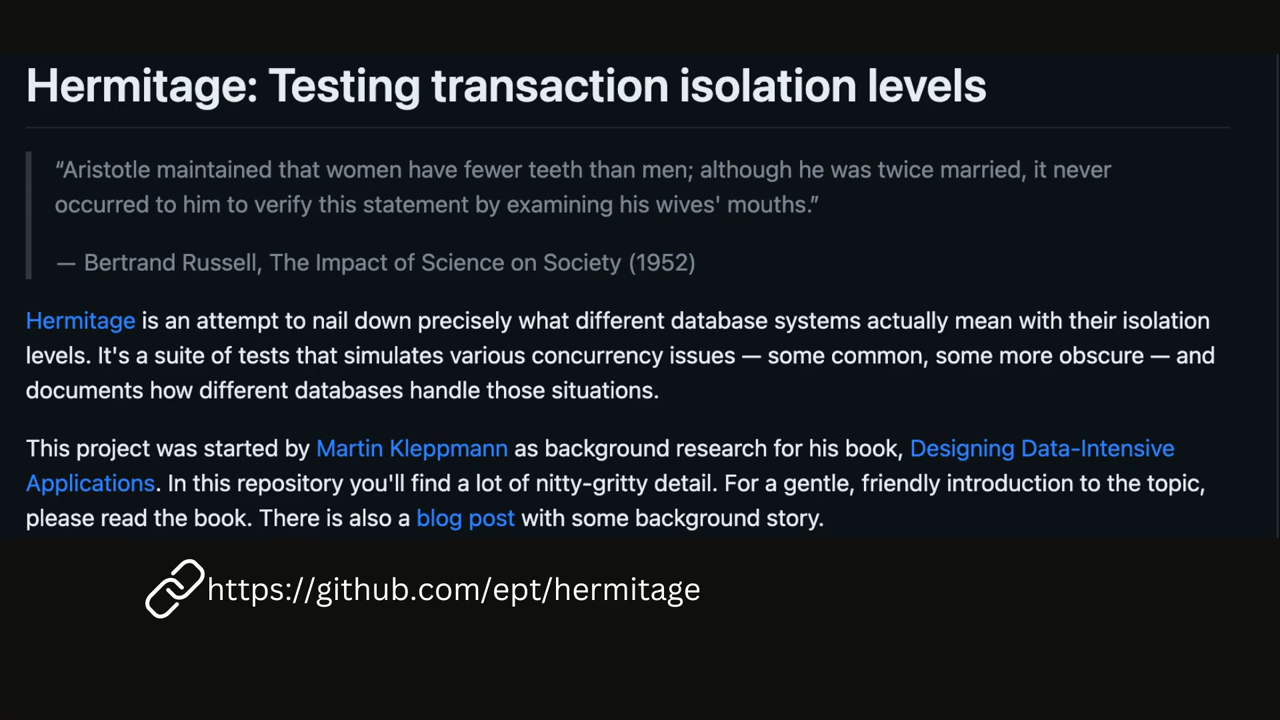 Hermitage: Testing transaction isolation levels
“Aristotle maintained that women have fewer teeth than men; although he was twice married, it never
occurred to him to verify this statement by examining his wives' mouths.”
— Bertrand Russell, The Impact of Science on Society (1952)
Hermitage is an attempt to nail down precisely what different database systems actually mean with their isolation
levels. It's a suite of tests that simulates various concurrency issues — some common, some more obscure — and
documents how different databases handle those situations.
This project was started by Martin Kleppmann as background research for his book, Designing Data-Intensive
Applications. In this repository you'll find a lot of nitty-gritty detail. For a gentle, friendly introduction to the topic,
please read the book. There is also a blog post with some background story.
https://github.com/ept/hermitage